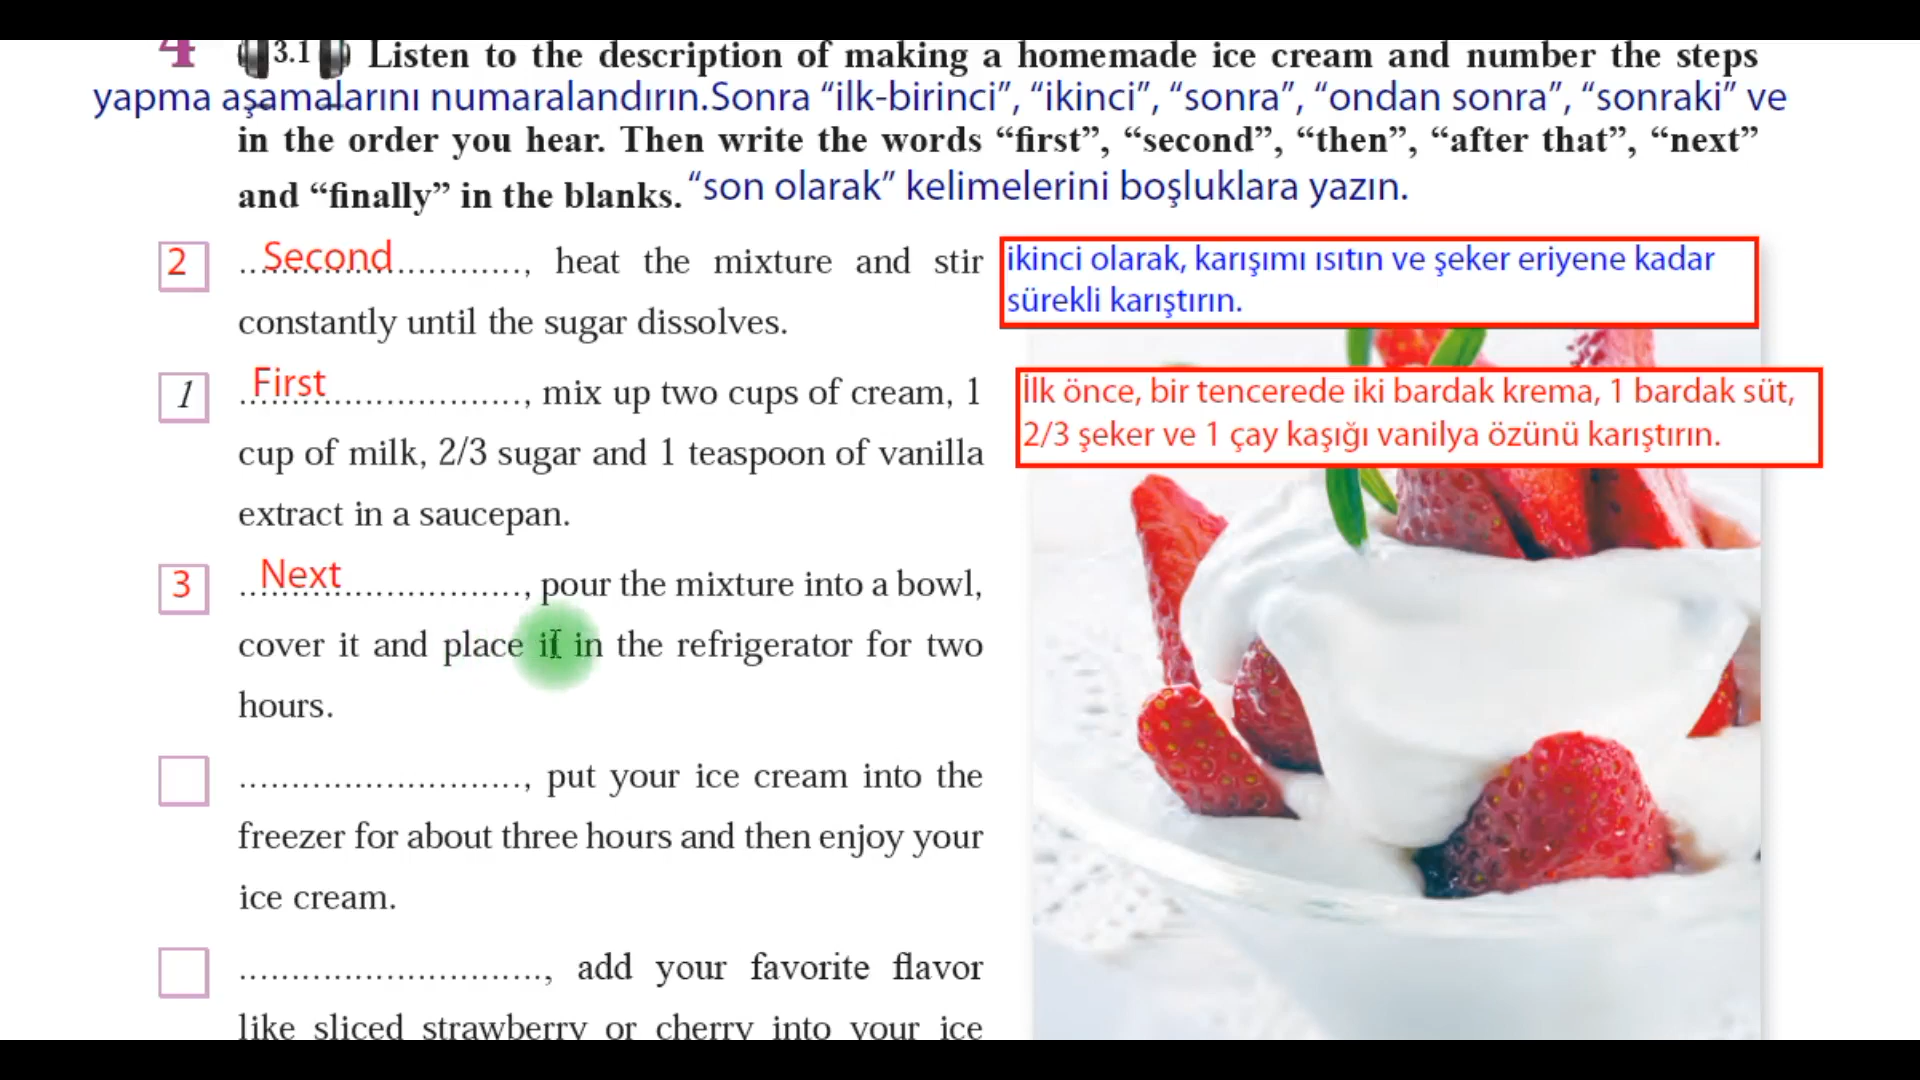 4 3.1 Listen to the description of making a homemade ice cream and number the steps
yapma aşamalarını numaralandırın.Sonra “ilk-birinci”, “ikinci”, “sonra”, “ondan sonra”, “sonraki” ve
in the order you hear. Then write the words “first”, “second”, “then”, “after that”, “next”
and “finally” in the blanks. “son olarak” kelimelerini boşluklara yazın.
2 Second, heat the mixture and stir
constantly until the sugar dissolves.
ikinci olarak, karışımı ısıtın ve şeker eriyene kadar
sürekli karıştırın.
1 First, mix up two cups of cream, 1
cup of milk, 2/3 sugar and 1 teaspoon of vanilla
extract in a saucepan.
İlk önce, bir tencerede iki bardak krema, 1 bardak süt,
2/3 şeker ve 1 çay kaşığı vanilya özünü karıştırın.
3 Next, pour the mixture into a bowl,
cover it and place it in the refrigerator for two
hours.
..........................., put your ice cream into the
freezer for about three hours and then enjoy your
ice cream.
............................., add your favorite flavor
like sliced strawberry or cherry into your ice